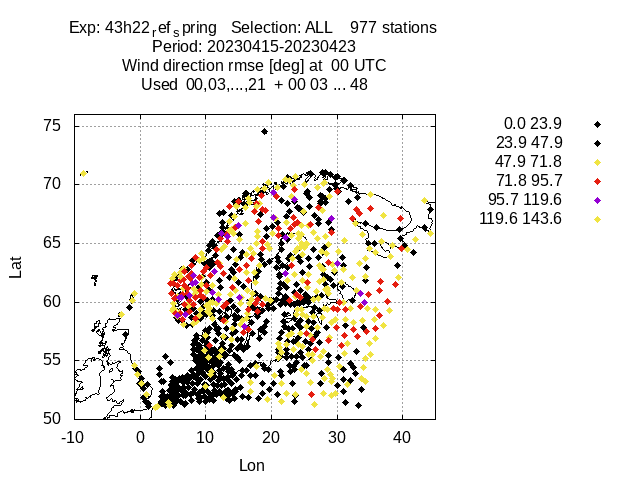 Exp: 43h22refspring Selection: ALL 977 stations
Period: 20230415-20230423
Wind direction rmse [deg] at 00 UTC
Used 00,03,...,21 + 00 03 ... 48
0.0 23.9
23.9 47.9
47.9 71.8
71.8 95.7
95.7 119.6
119.6 143.6
75
70
65
60
55
50
Lat
-10 0 10 20 30 40
Lon